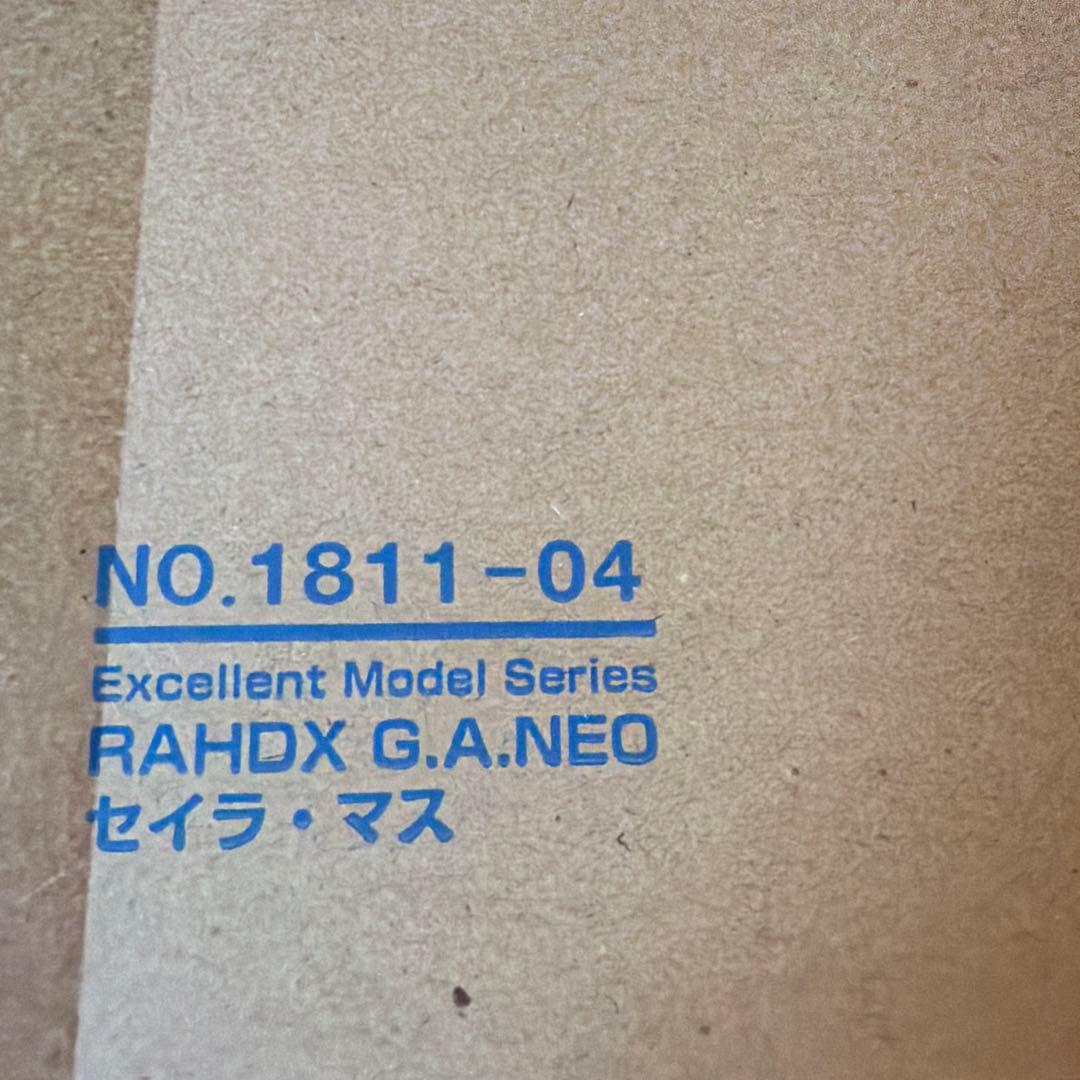 NO.1811-04
Excellent Model Series
RAHDX G.A.NEO
セイラ・マス